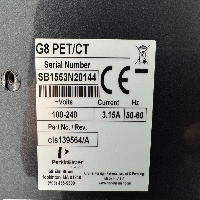 G8 PET/CT
Serial Number
SB1553N20144
~Volts Current Hz
100-240 3.15A 50-60
Part No. / Rev.
cls139564/A
PerkinElmer